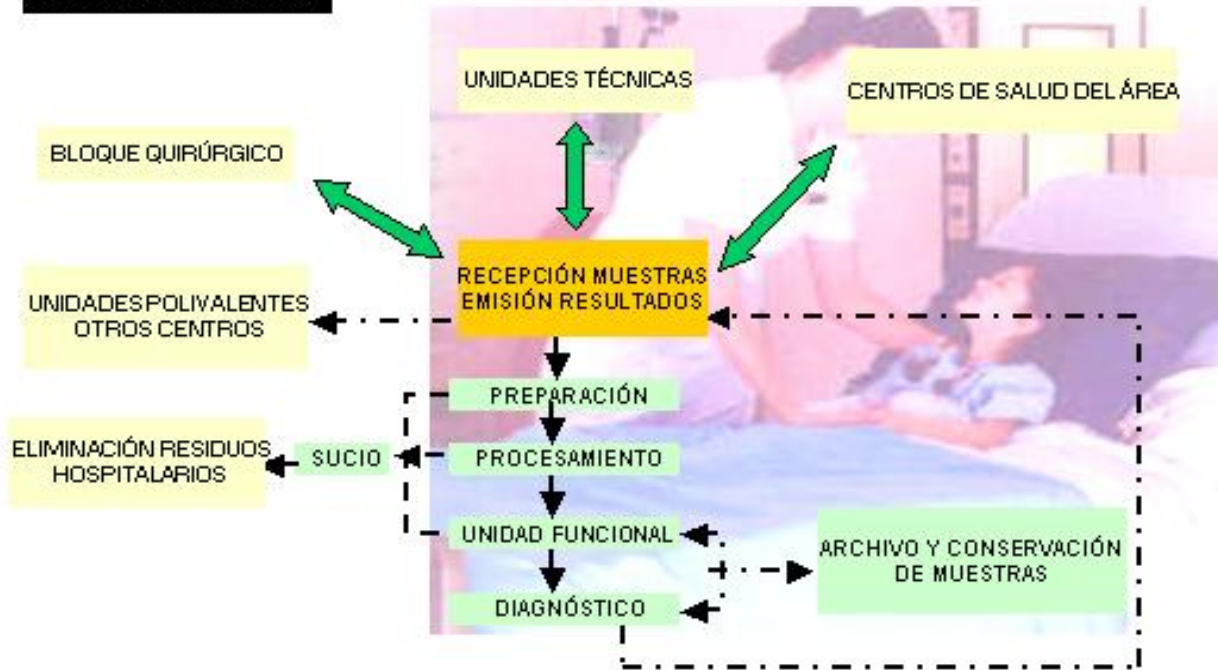 UNIDADES TÉCNICAS
CENTROS DE SALUD DEL ÁREA
BLOQUE QUIRÚRGICO
RECEPCIÓN MUESTRAS
EMISIÓN RESULTADOS
UNIDADES POLIVALENTES
OTROS CENTROS
PREPARACIÓN
ELIMINACIÓN RESIDUOS
HOSPITALARIOS
SUCIO
PROCESAMIENTO
UNIDAD FUNCIONAL
ARCHIVO Y CONSERVACIÓN
DE MUESTRAS
DIAGNÓSTICO